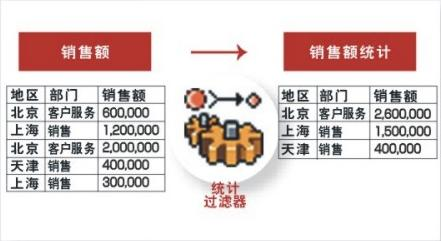 销售额
销售额统计
地区 部门 销售额
北京 客户服务 600,000
上海 销售 1,200,000
北京 客户服务 2,000,000
天津 销售 400,000
上海 销售 300,000
统计
过滤器
地区 部门 销售额
北京 客户服务 2,600,000
上海 销售 1,500,000
天津 销售 400,000